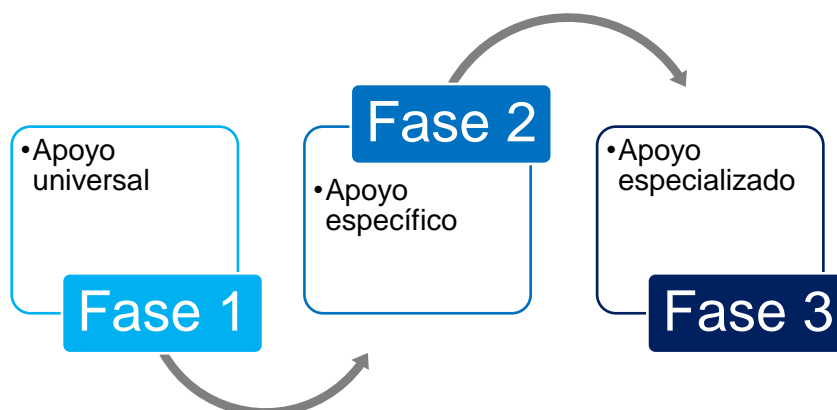 •Apoyo
universal
Fase 1
Fase 2
•Apoyo
específico
•Apoyo
especializado
Fase 3